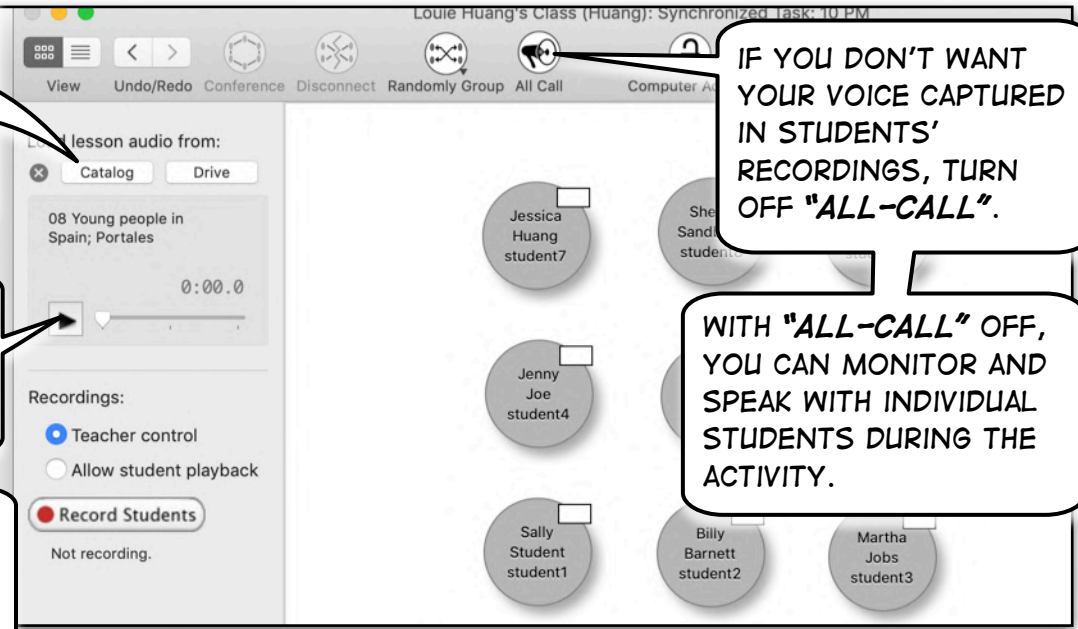 Louie Huang's Class (Huang): Synchronized Task: 10 PM
View Undo/Redo Conference Disconnect Randomly Group All Call Computer
lesson audio from:
Catalog Drive
08 Young people in
Spain; Portales
0:00.0
Recordings:
Teacher control
Allow student playback
Record Students
Not recording.
IF YOU DON'T WANT
YOUR VOICE CAPTURED
IN STUDENTS'
RECORDINGS, TURN
OFF "ALL-CALL".
WITH "ALL-CALL" OFF,
YOU CAN MONITOR AND
SPEAK WITH INDIVIDUAL
STUDENTS DURING THE
ACTIVITY.
Jessica
Huang
student7
Jenny
Joe
student4
Sally
Student
student1
Billy
Barnett
student2
Martha
Jobs
student3